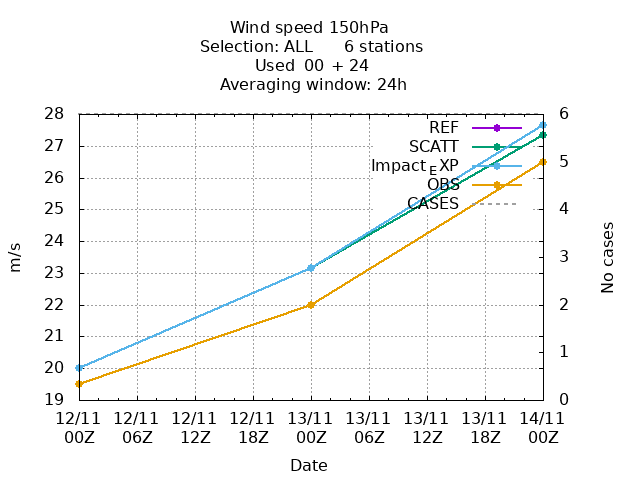 Wind speed 150hPa
Selection: ALL 6 stations
Used 00 + 24
Averaging window: 24h
28
27
26
25
24
23
22
21
20
19
6
5
4
3
2
1
0
REF
SCATT
Impact_EXP
OBS
CASES
m/s
No cases
12/11 12/11 12/11 12/11 13/11 13/11 13/11 13/11 14/11
00Z 06Z 12Z 18Z 00Z 06Z 12Z 18Z 00Z
Date